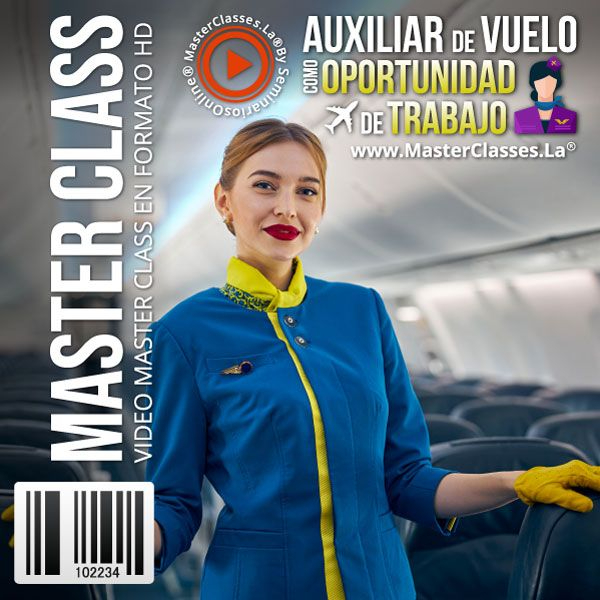 MasterClasses.La®By SeminariosOnline®
AUXILIAR DE VUELO
COMO OPORTUNIDAD
DE TRABAJO
www.MasterClasses.La®
MASTER CLASS
VIDEO MASTER CLASS EN FORMATO HD
102234